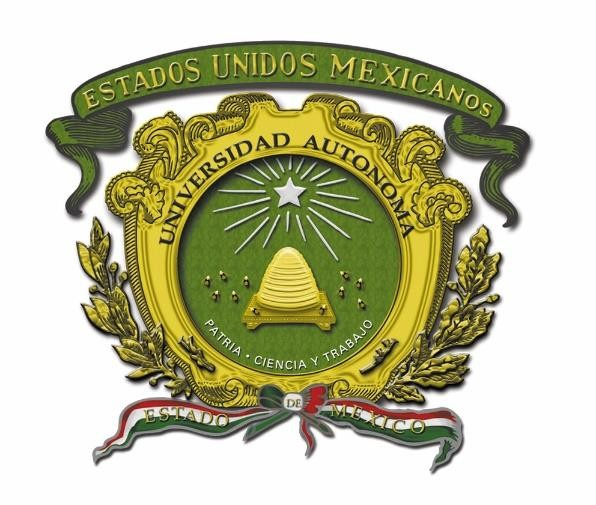 ESTADOS UNIDOS MEXICANOS
UNIVERSIDAD AUTONOMA
PATRIA • CIENCIA Y TRABAJO
ESTADO DE MEXICO